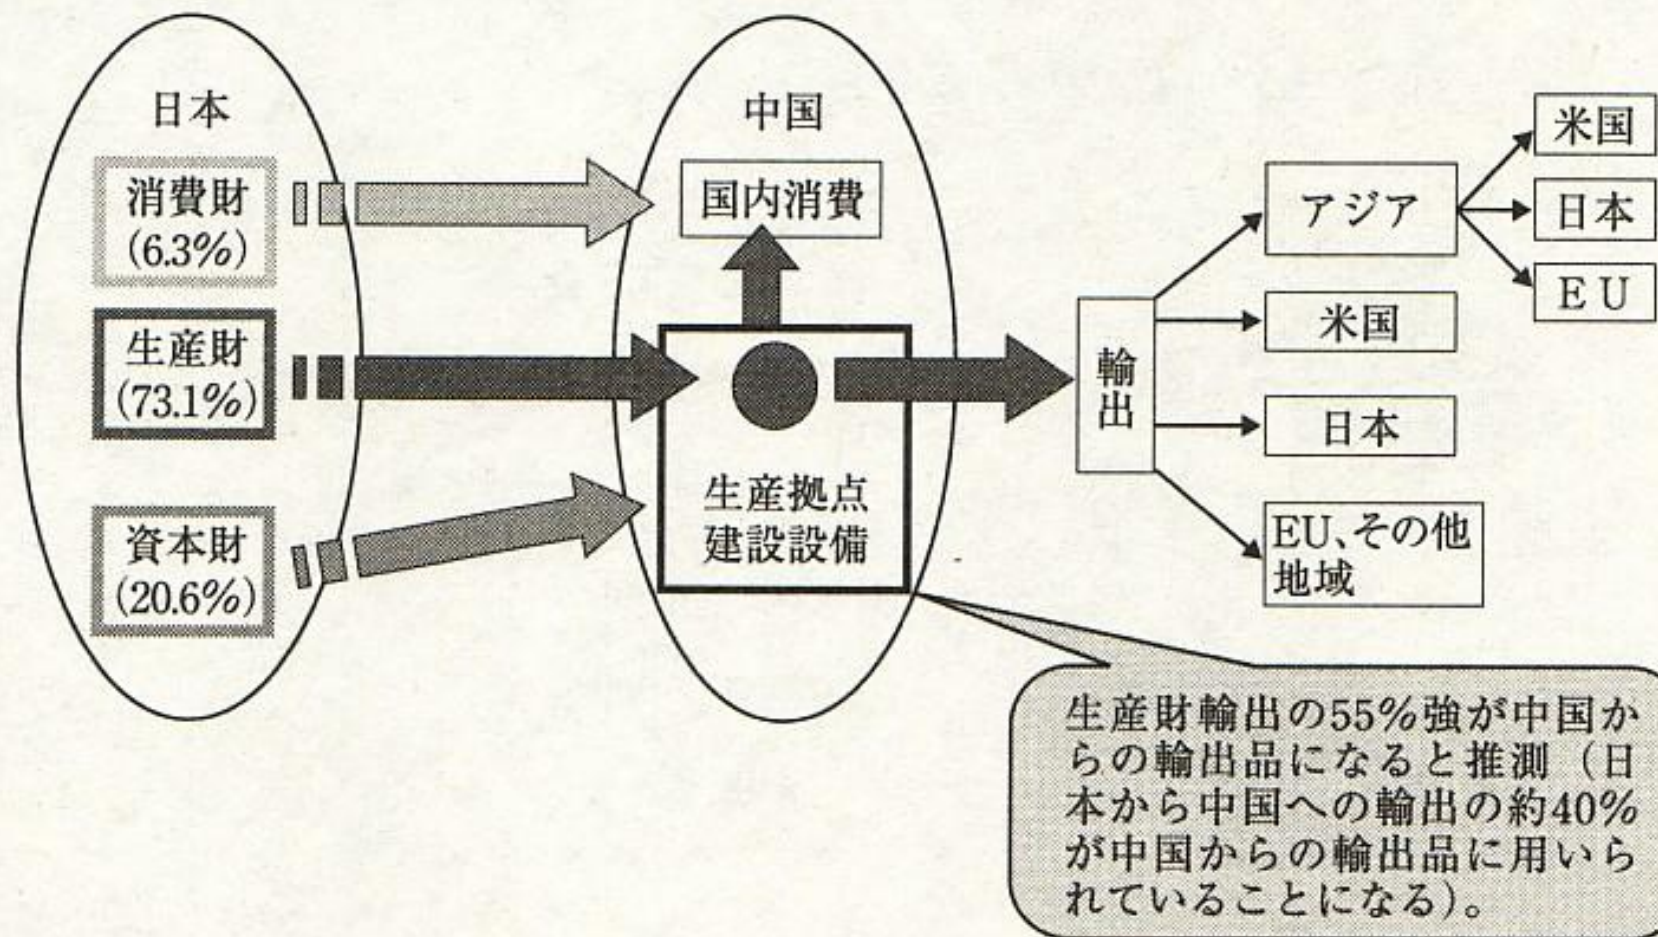 日本
消費財
(6.3%)
生産財
(73.1%)
資本財
(20.6%)
中国
国内消費
生産拠点
建設設備
輸出
アジア
米国
日本
EU、その他
地域
米国
日本
EU
生産財輸出の55%強が中国か
らの輸出品になると推測（日
本から中国への輸出の約40%
が中国からの輸出品に用いら
れていることになる）。